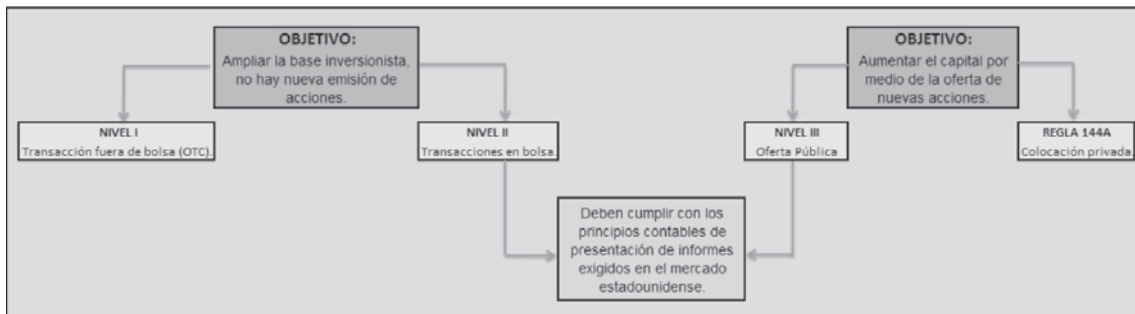 OBJETIVO:
Ampliar la base inversionista,
no hay nueva emisión de
acciones.
OBJETIVO:
Aumentar el capital por
medio de la oferta de
nuevas acciones.
NIVEL I
Transacción fuera de bolsa (OTC).
NIVEL II
Transacciones en bolsa.
NIVEL III
Oferta Pública
REGLA 144A
Colocación privada.
Deben cumplir con los
principios contables de
presentación de informes
exigidos en el mercado
estadounidense.